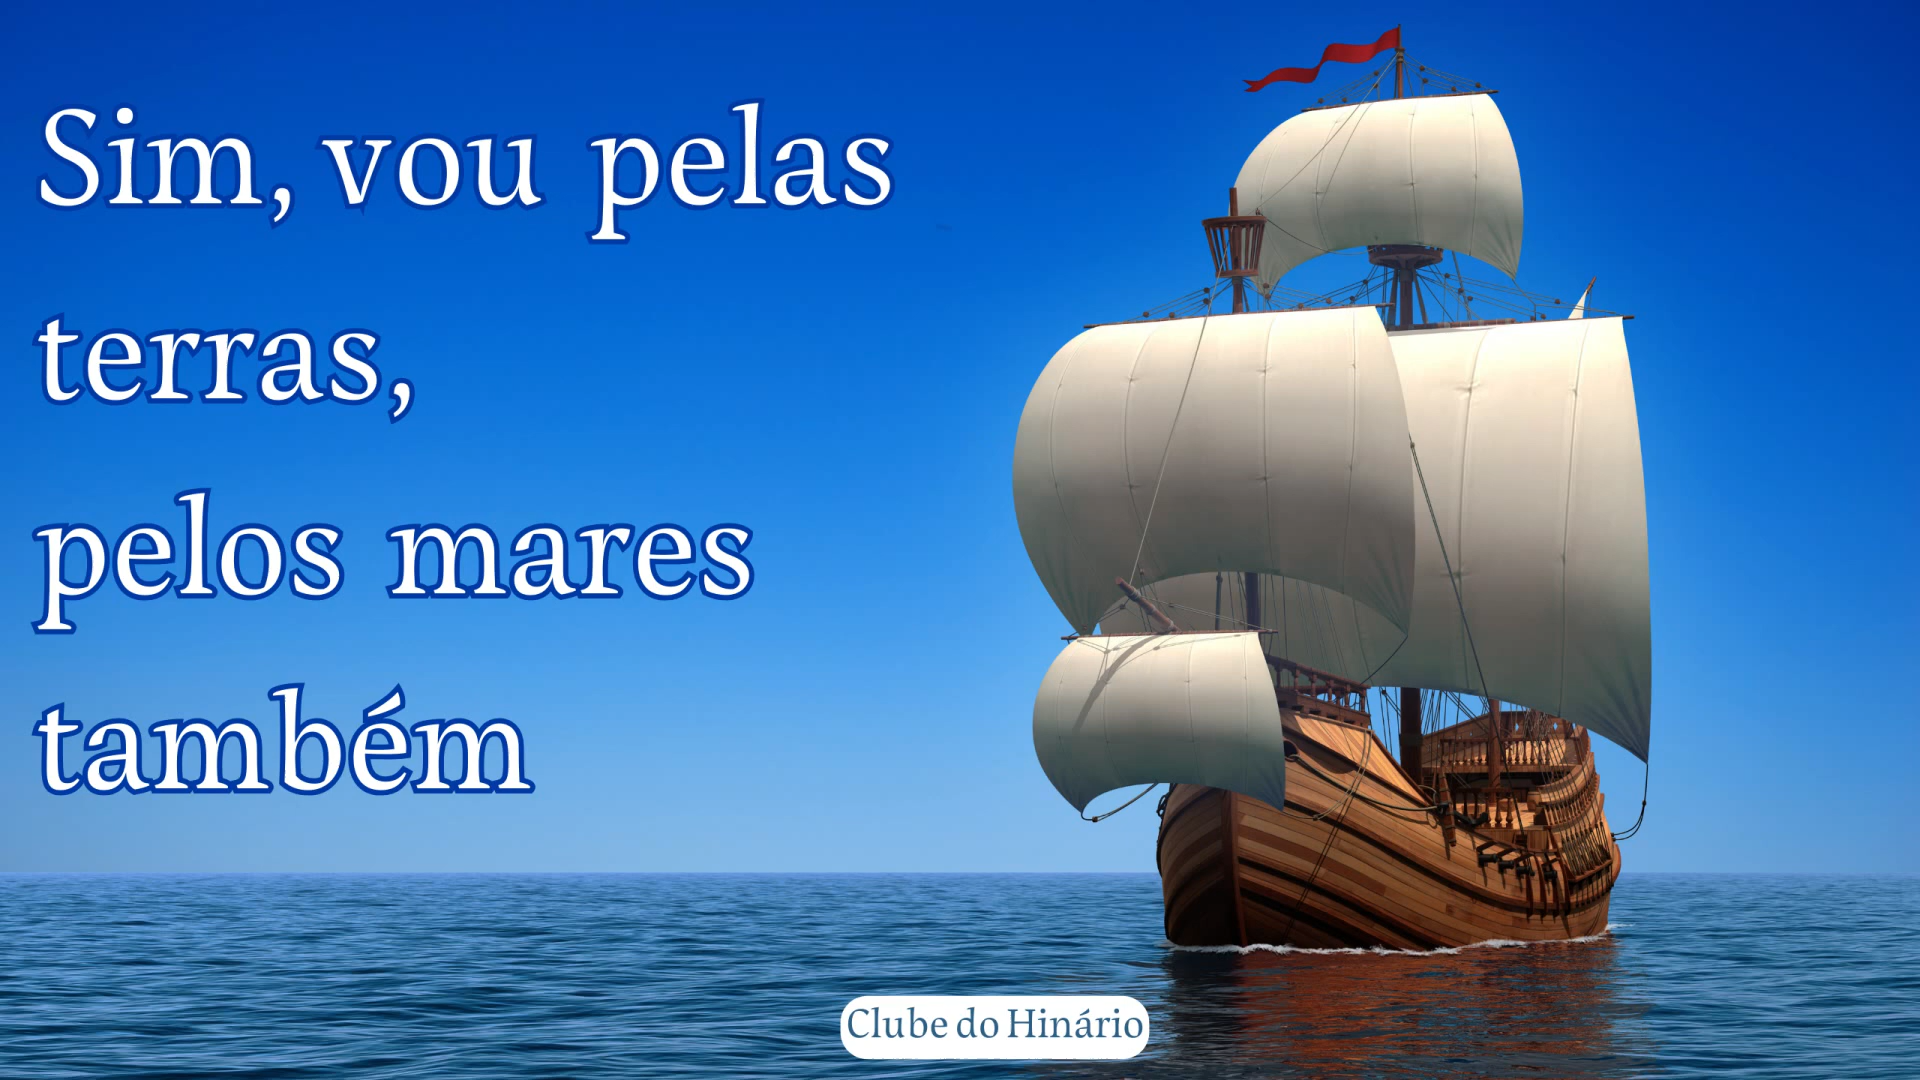 Sim, vou pelas
terras,
pelos mares
também
Clube do Hinário